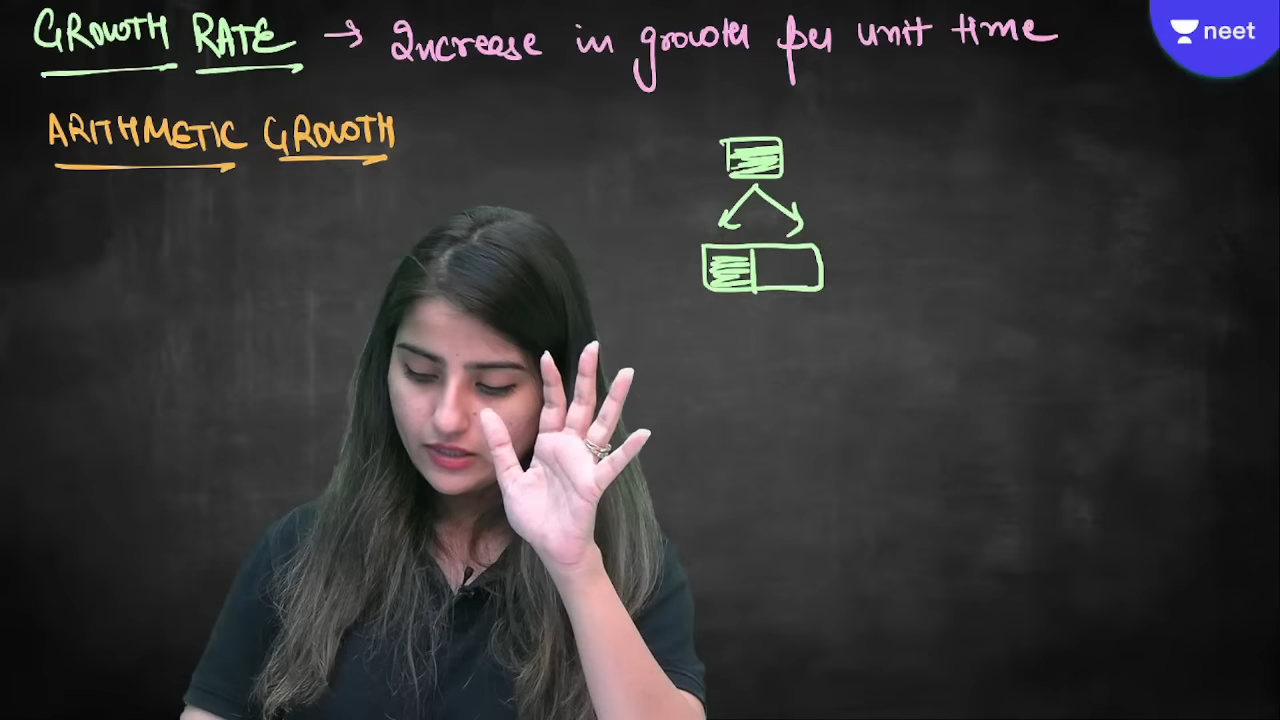 GROWTH RATE → Increase in growth per unit time
neet
ARITHMETIC GROWTH